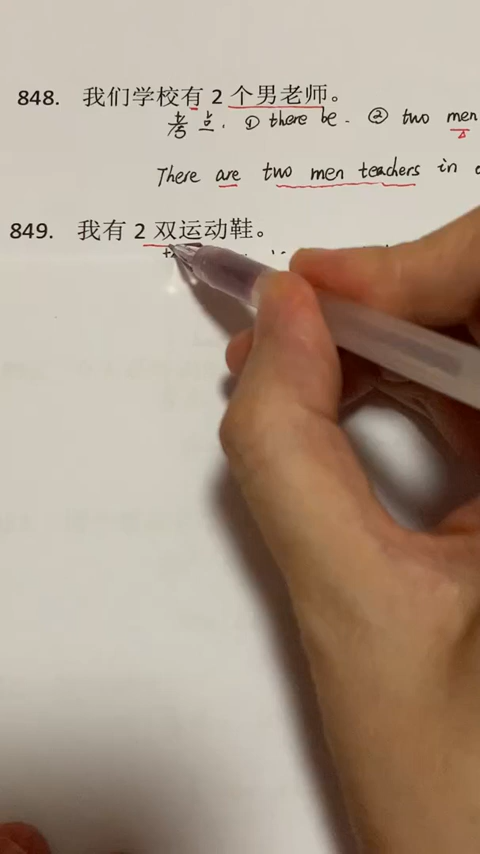 848. 我们学校有 2 个男老师。
考点. ① there be. ② two men
There are two men teachers in
849. 我有 2 双运动鞋。